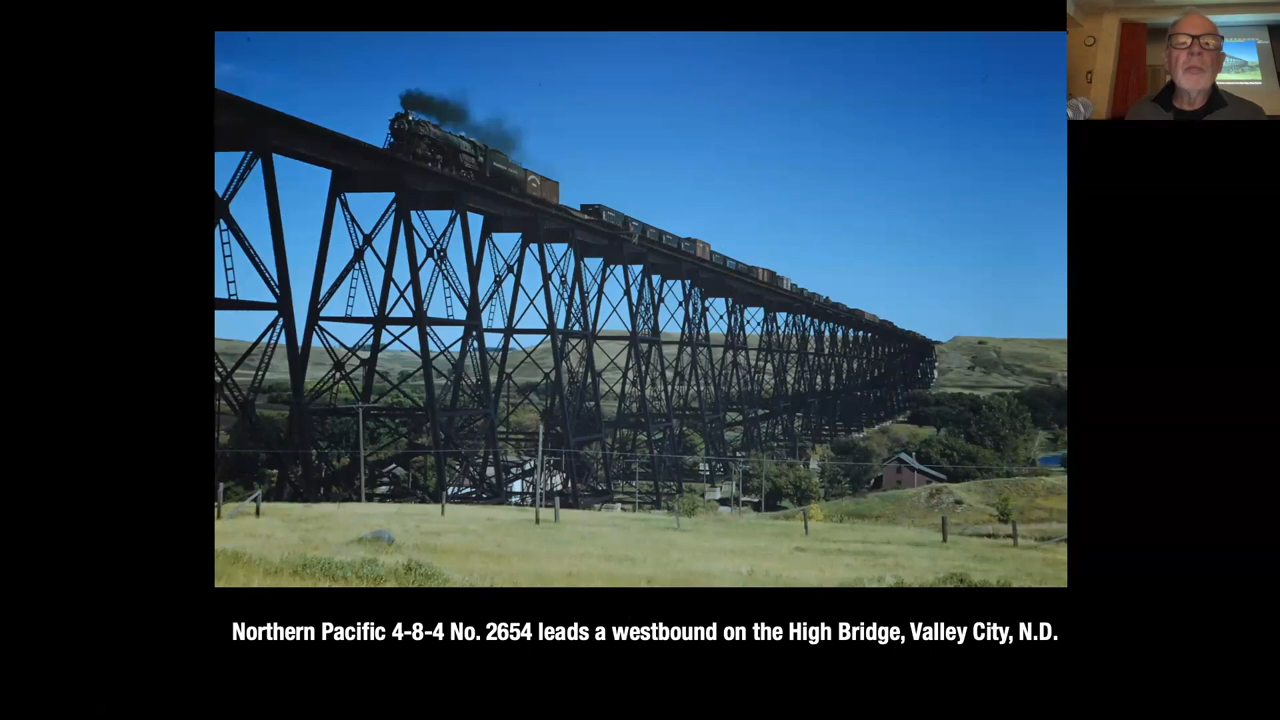 Northern Pacific 4-8-4 No. 2654 leads a westbound on the High Bridge, Valley City, N.D.